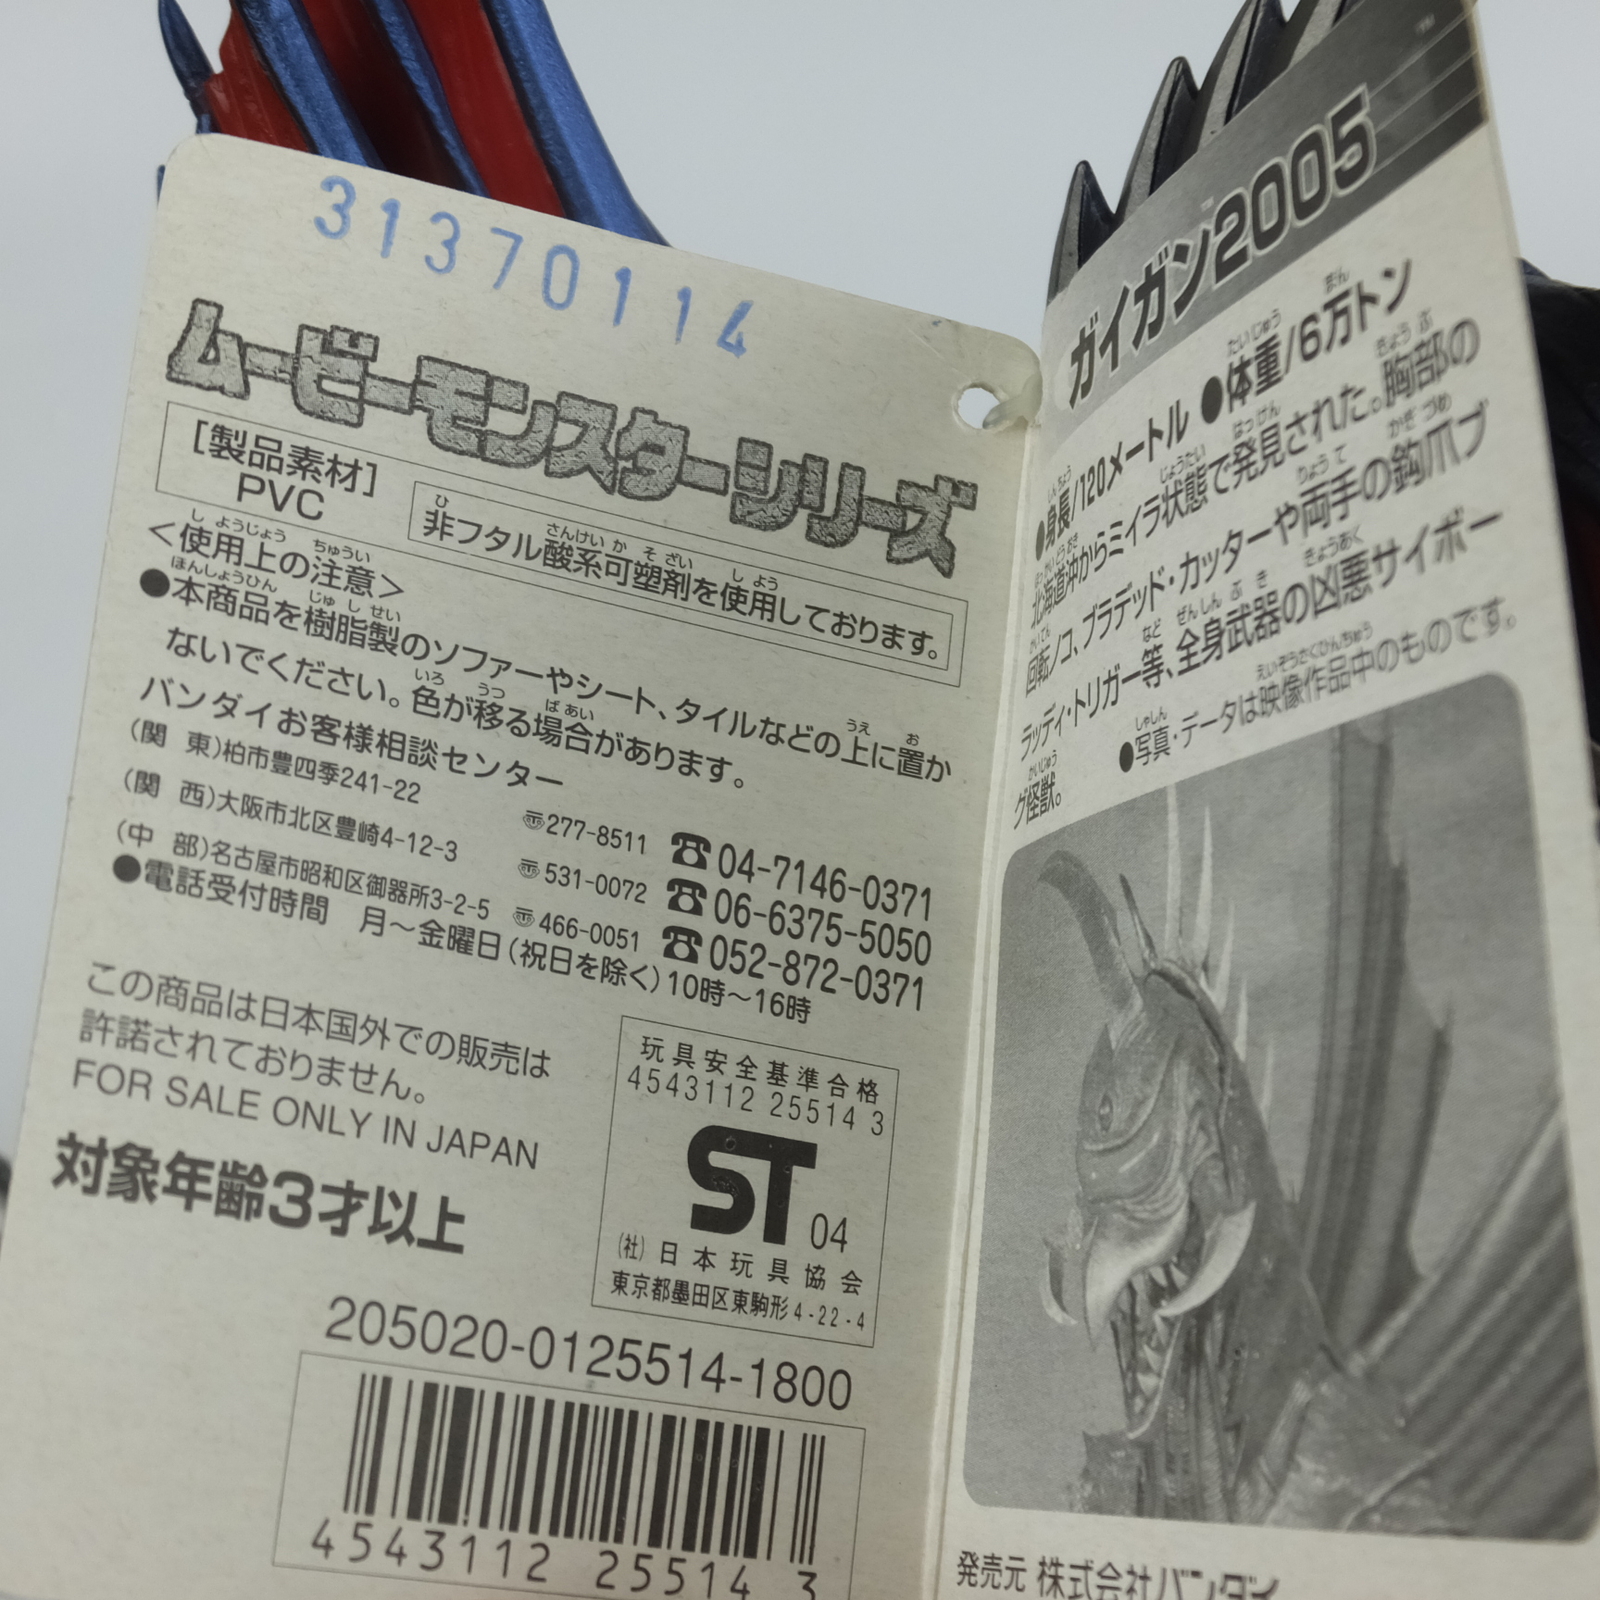 31370114
ムービーモンスターシリーズ
[製品素材]
PVC
非フタル酸系可塑剤を使用しております。
<使用上の注意>
●本商品を樹脂製のソファーやシート、タイルなどの上に置か
ないでください。色が移る場合があります。
バンダイお客様相談センター
(関 東)柏市豊四季241-22 〠277-8511 ☎04-7146-0371
(関 西)大阪市北区豊崎4-12-3 〠531-0072 ☎06-6375-5050
(中 部)名古屋市昭和区御器所3-2-5 〠466-0051 ☎052-872-0371
●電話受付時間 月～金曜日(祝日を除く)10時～16時
この商品は日本国外での販売は
許諾されておりません。
FOR SALE ONLY IN JAPAN
対象年齢3才以上
玩具安全基準合格
4543112 25514 3
ST 04
(社)日本玩具協会
東京都墨田区東駒形4-22-4
205020-0125514-1800
4543112 255143
ガイガン2005
●身長/120メートル ●体重/6万トン
北海道沖からミイラ状態で発見された。胸部の
回転ノコ、ブラデッド・カッターや両手の鈎爪ブ
ラッディ・トリガー等、全身武器の凶悪サイボー
グ怪獣。
●写真・データは映像作品中のものです。
発売元 株式会社バンダイ